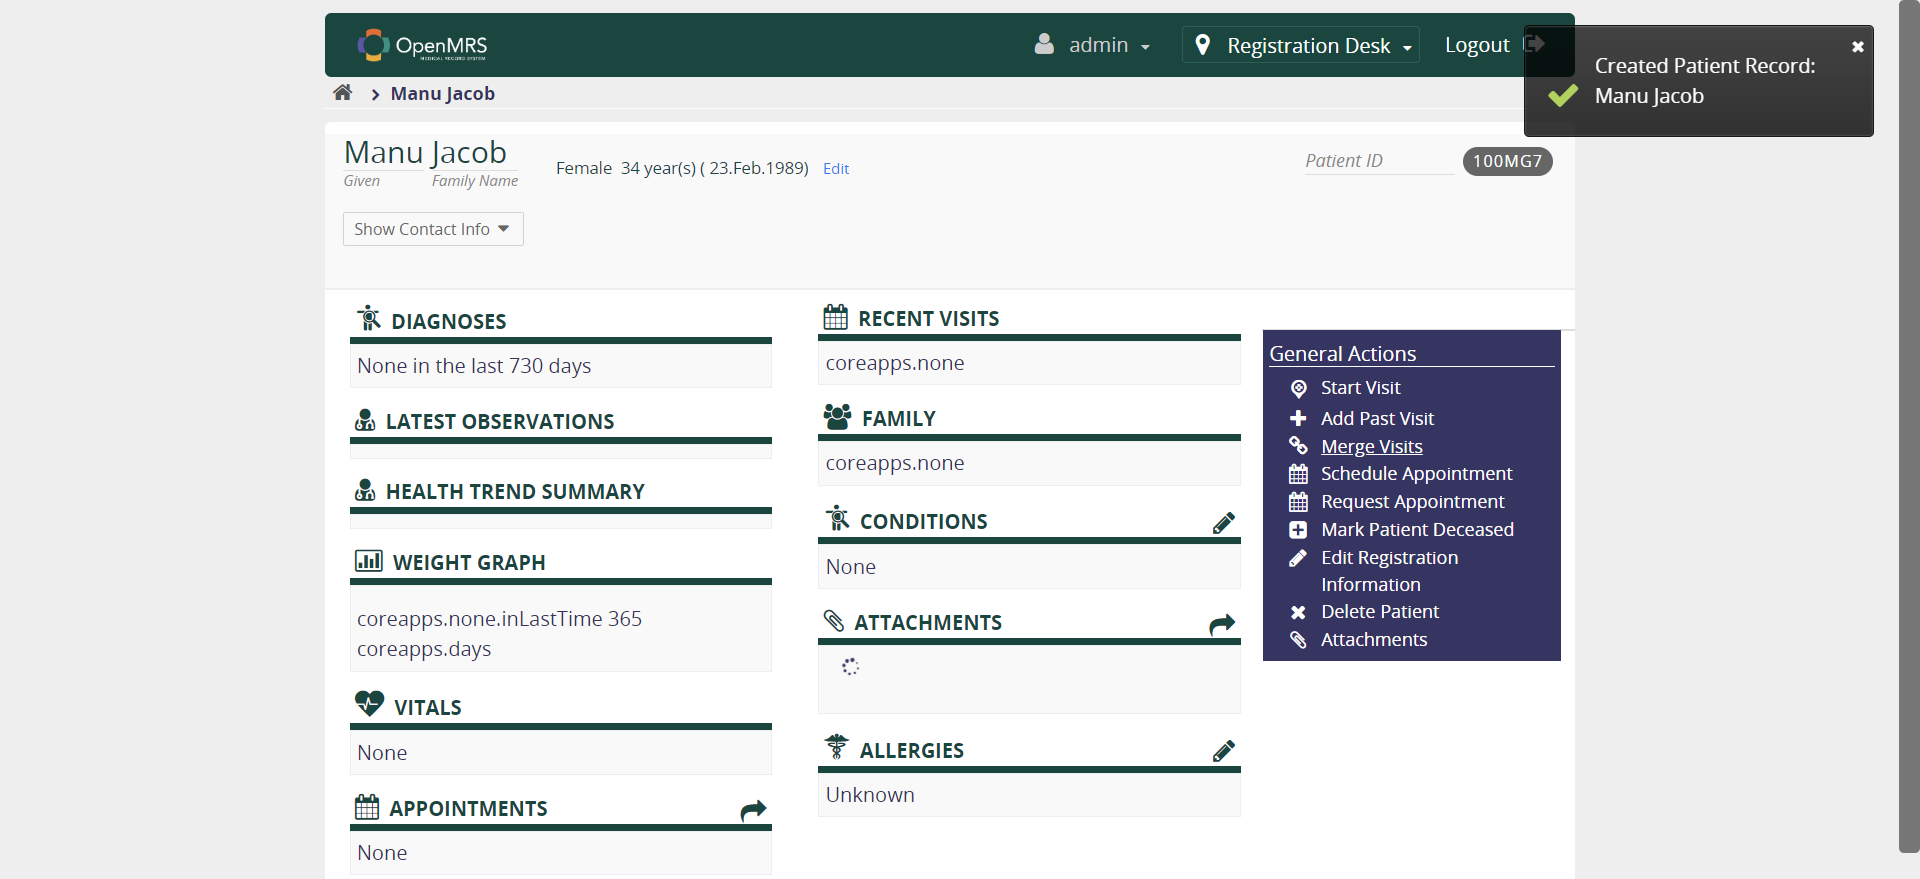 OpenMRS
MEDICAL RECORD SYSTEM
admin
Registration Desk
Logout
Created Patient Record:
Manu Jacob
Manu Jacob
Manu Jacob
Given
Family Name
Female 34 year(s) ( 23.Feb.1989) Edit
Patient ID
100MG7
Show Contact Info
DIAGNOSES
None in the last 730 days
LATEST OBSERVATIONS
HEALTH TREND SUMMARY
WEIGHT GRAPH
coreapps.none.inLastTime 365
coreapps.days
VITALS
None
APPOINTMENTS
None
RECENT VISITS
coreapps.none
FAMILY
coreapps.none
CONDITIONS
None
ATTACHMENTS
ALLERGIES
Unknown
General Actions
Start Visit
Add Past Visit
Merge Visits
Schedule Appointment
Request Appointment
Mark Patient Deceased
Edit Registration
Information
Delete Patient
Attachments